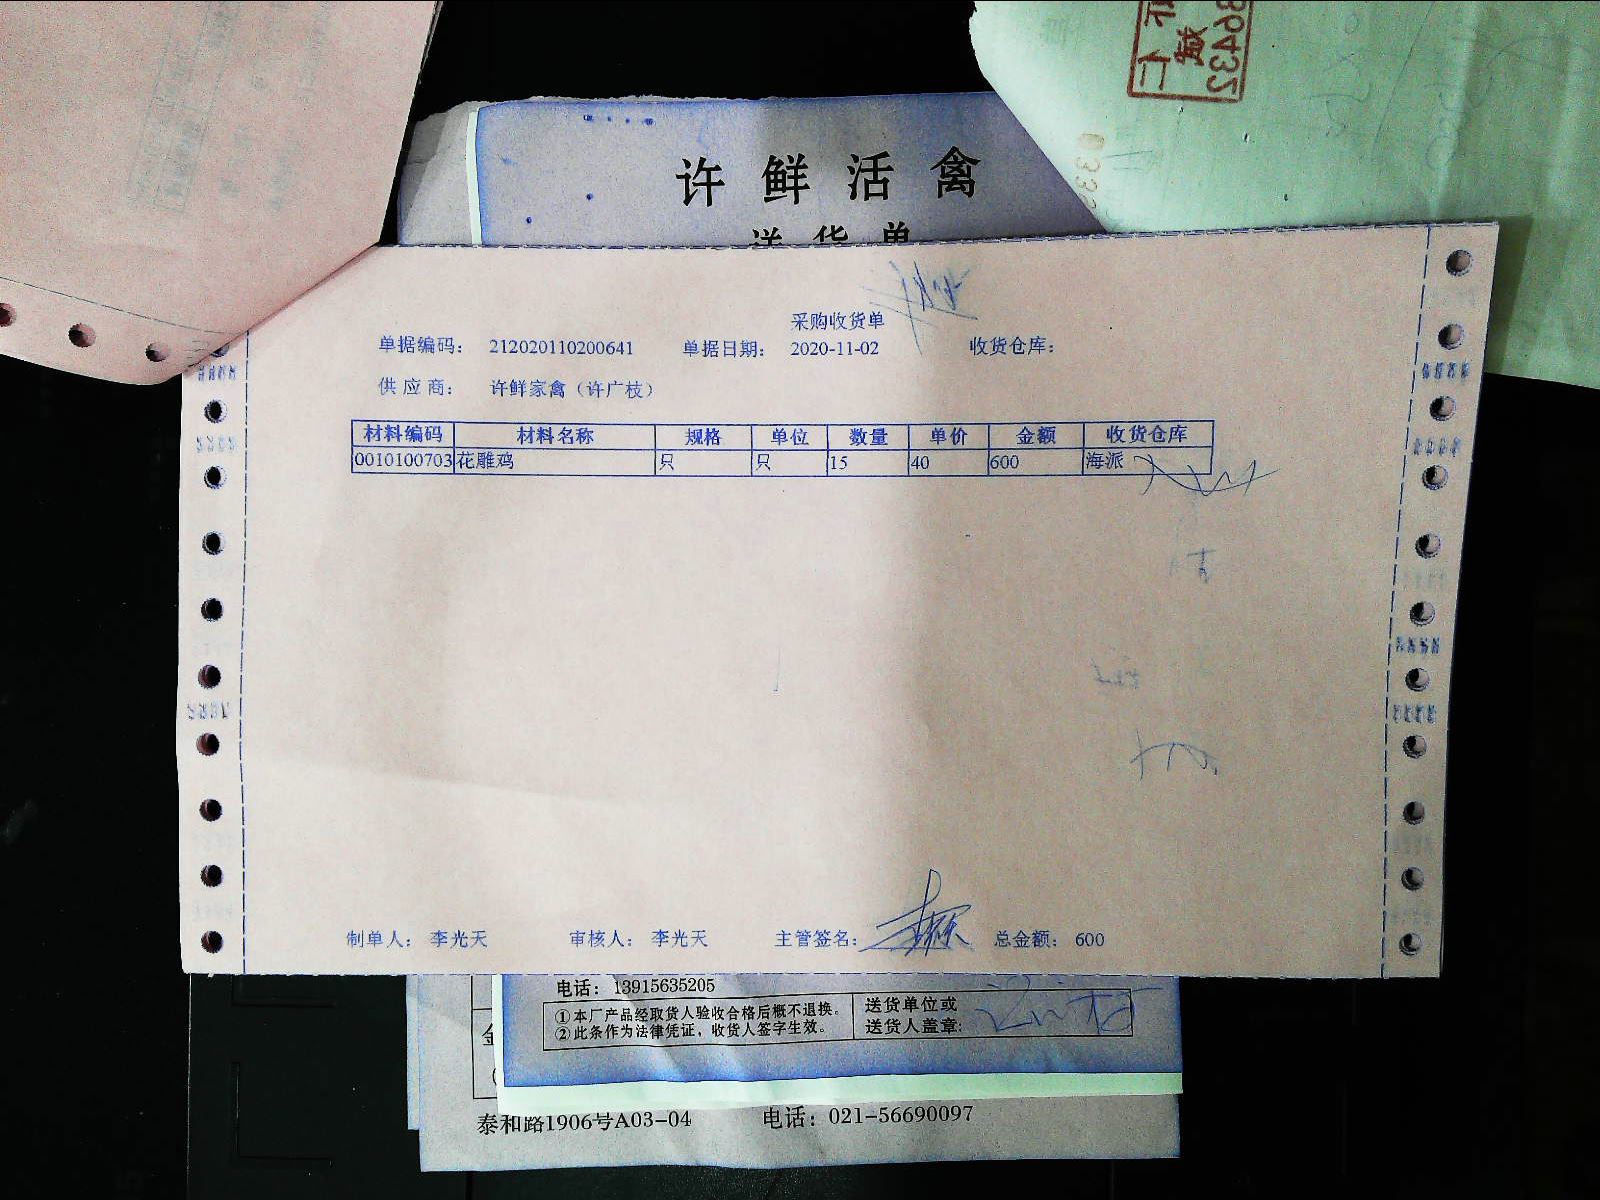 许鲜活禽
送货单
采购收货单
单据编码： 212020110200641 单据日期： 2020-11-02 收货仓库：
供应商： 许鲜家禽（许广枝）
材料编码 材料名称 规格 单位 数量 单价 金额 收货仓库
0010100703 花雕鸡 只 只 15 40 600 海派
制单人： 李光天 审核人： 李光天 主管签名： 总金额： 600
电话： 13915635205
①本厂产品经取货人验收合格后概不退换。
②此条作为法律凭证，收货人签字生效。
送货单位或
送货人盖章:
泰和路1906号A03-04 电话：021-56690097